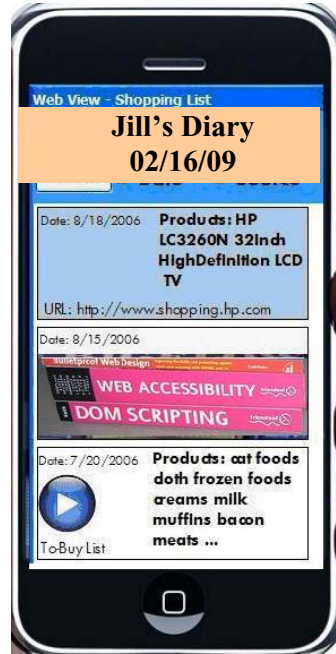 Web View - Shopping List
Jill's Diary
02/16/09
Date: 8/18/2006
Products: HP
LC3260N 32inch
HighDefinition LCD
TV
URL: http://www.shopping.hp.com
Date: 8/15/2006
Bulletproof Web Design
WEB ACCESSIBILITY
DOM SCRIPTING
Date: 7/20/2006
Products: cat foods
cloth frozen foods
creams milk
muffins bacon
meats ...
To-Buy List